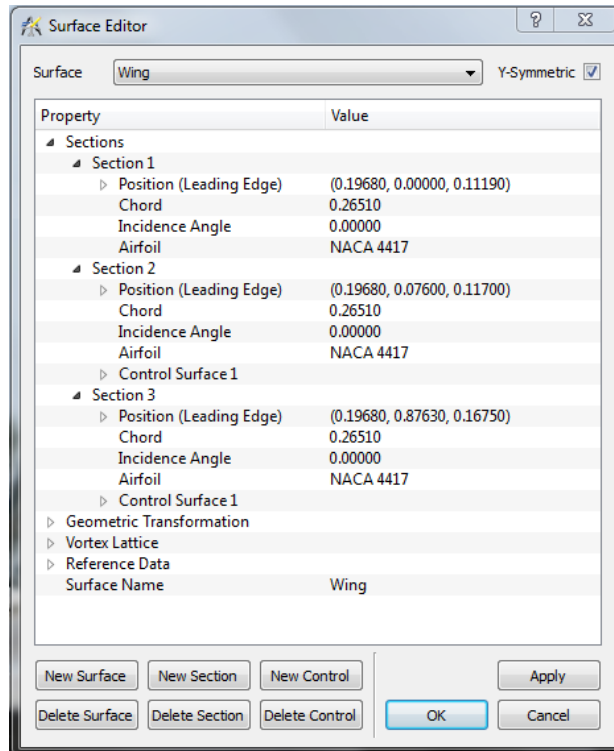 Surface Editor
Surface Wing Y-Symmetric
Property Value
Sections
Section 1
Position (Leading Edge) (0.19680, 0.00000, 0.11190)
Chord 0.26510
Incidence Angle 0.00000
Airfoil NACA 4417
Section 2
Position (Leading Edge) (0.19680, 0.07600, 0.11700)
Chord 0.26510
Incidence Angle 0.00000
Airfoil NACA 4417
Control Surface 1
Section 3
Position (Leading Edge) (0.19680, 0.87630, 0.16750)
Chord 0.26510
Incidence Angle 0.00000
Airfoil NACA 4417
Control Surface 1
Geometric Transformation
Vortex Lattice
Reference Data
Surface Name Wing
New Surface New Section New Control Apply
Delete Surface Delete Section Delete Control OK Cancel